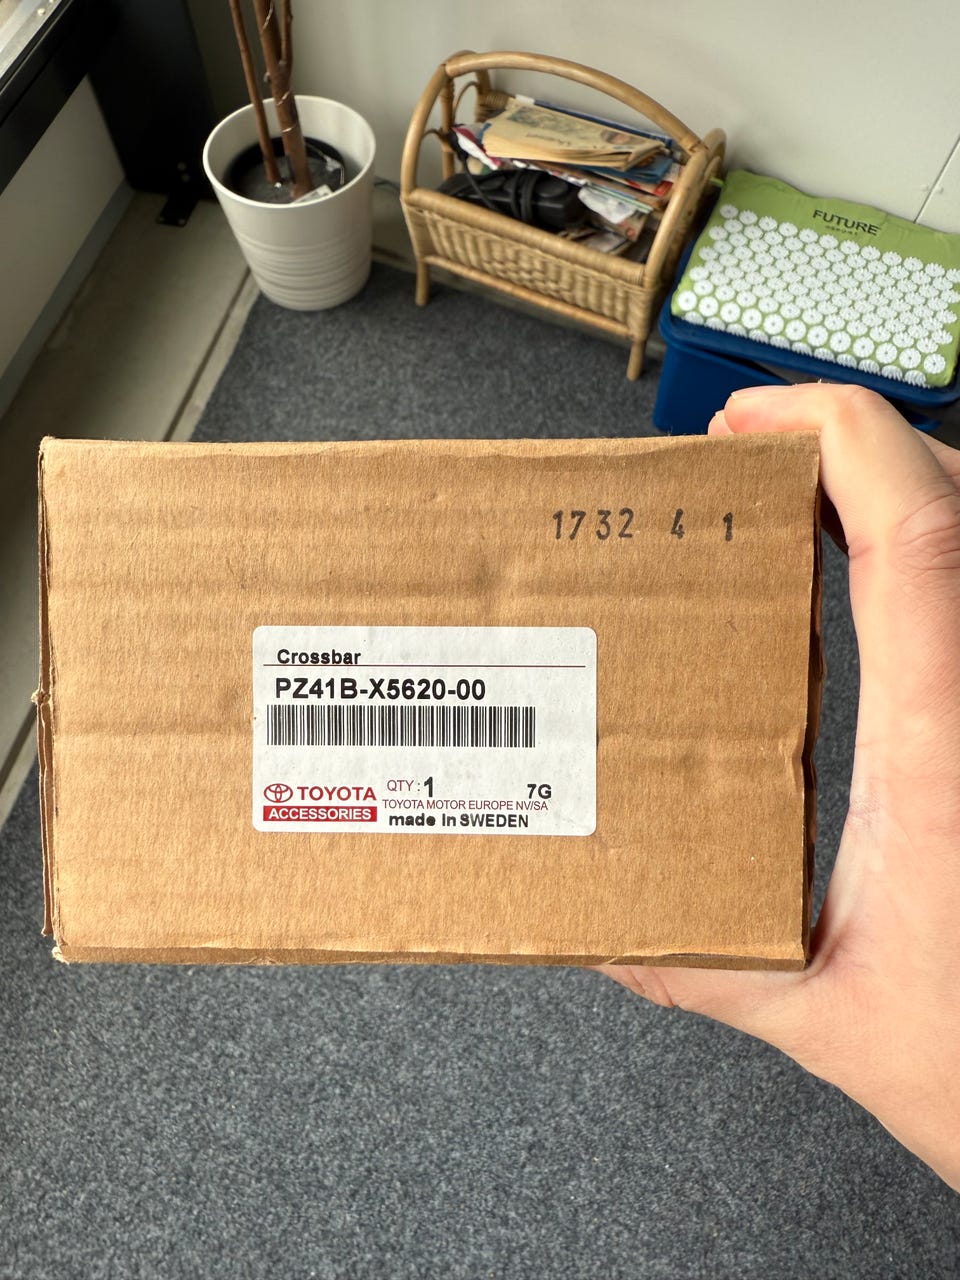 FUTURE
1732 4 1
Crossbar
PZ41B-X5620-00
QTY : 1 7G
TOYOTA
TOYOTA MOTOR EUROPE NV/SA
ACCESSORIES
made in SWEDEN